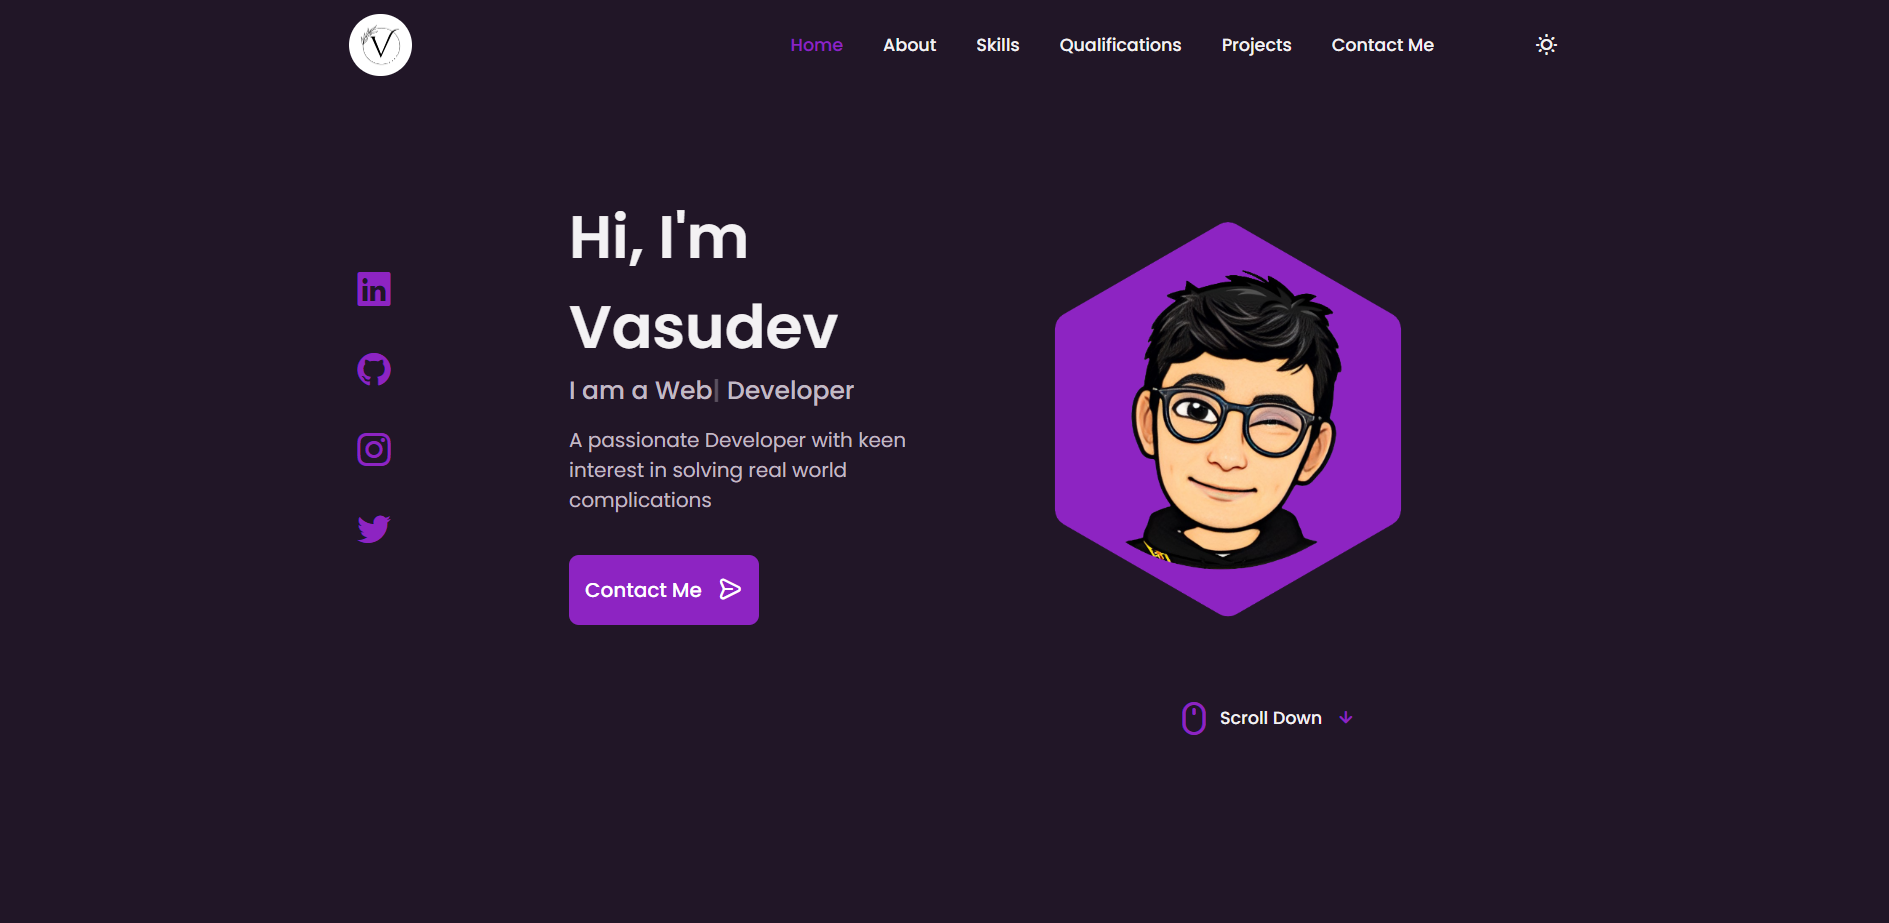 V
Home About Skills Qualifications Projects Contact Me
Hi, I'm
Vasudev
I am a Web| Developer
A passionate Developer with keen
interest in solving real world
complications
Contact Me
Scroll Down